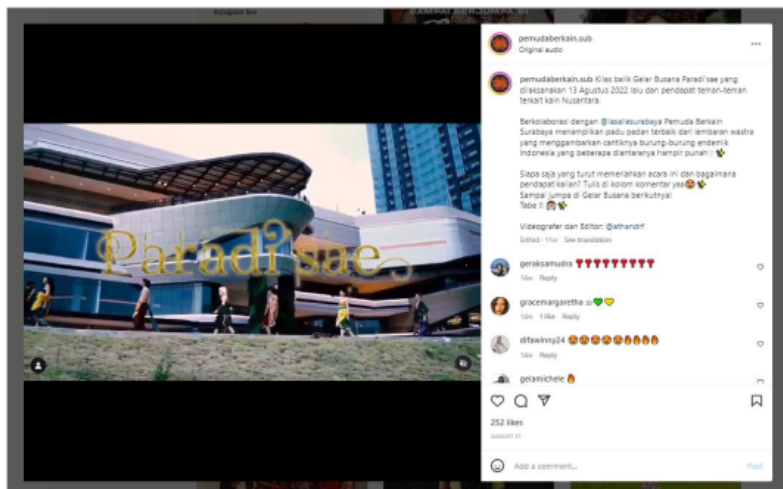 SAMPAI BERJUMPA DI
pemudaberkain.sub
Original audio
pemudaberkain.sub Kilas balik Gelar Busana Paradi'sae yang
dilaksanakan 13 Agustus 2022 lalu dan pendapat teman-teman
terkait kain Nusantara.
Berkolaborasi dengan @lasallesurabaya Pemuda Berkain
Surabaya menampilkan padu padan terbaik dari lembaran wastra
yang menggambarkan cantiknya burung-burung endemik
Indonesia yang beberapa diantaranya hampir punah
Siapa saja yang turut memeriahkan acara ini dan bagaimana
pendapat kalian? Tulis di kolom komentar yaa
Sampai jumpa di Gelar Busana berikutnya!
Tabe
Videografer dan Editor: @athandrf
Edited · 11w See translation
geraksamudra
14w Reply
gracemargaretha
14w 1 like Reply
difawinny24
14w Reply
gelamichele
252 likes
AUGUST 31
Add a comment...
Post
Paradi'sae